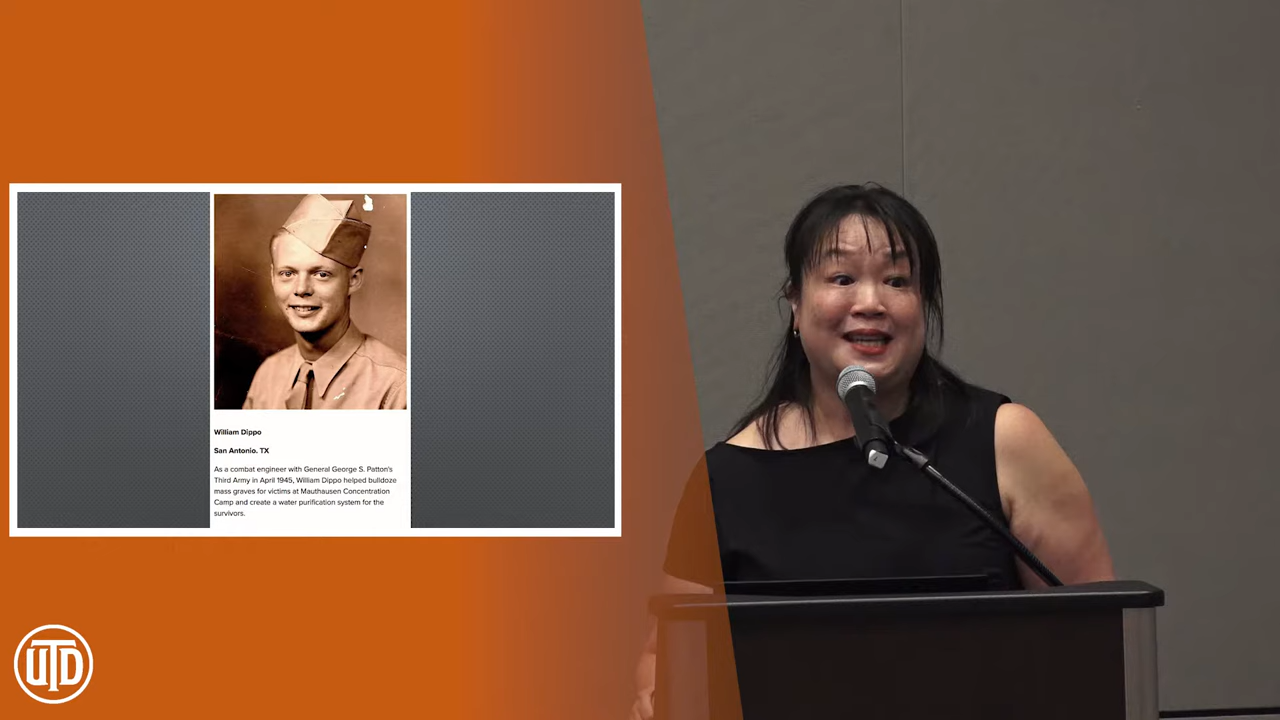 William Dippo
San Antonio, TX
As a combat engineer with General George S. Patton's
Third Army in April 1945, William Dippo helped bulldoze
mass graves for victims at Mauthausen Concentration
Camp and create a water purification system for the
survivors.
UTD